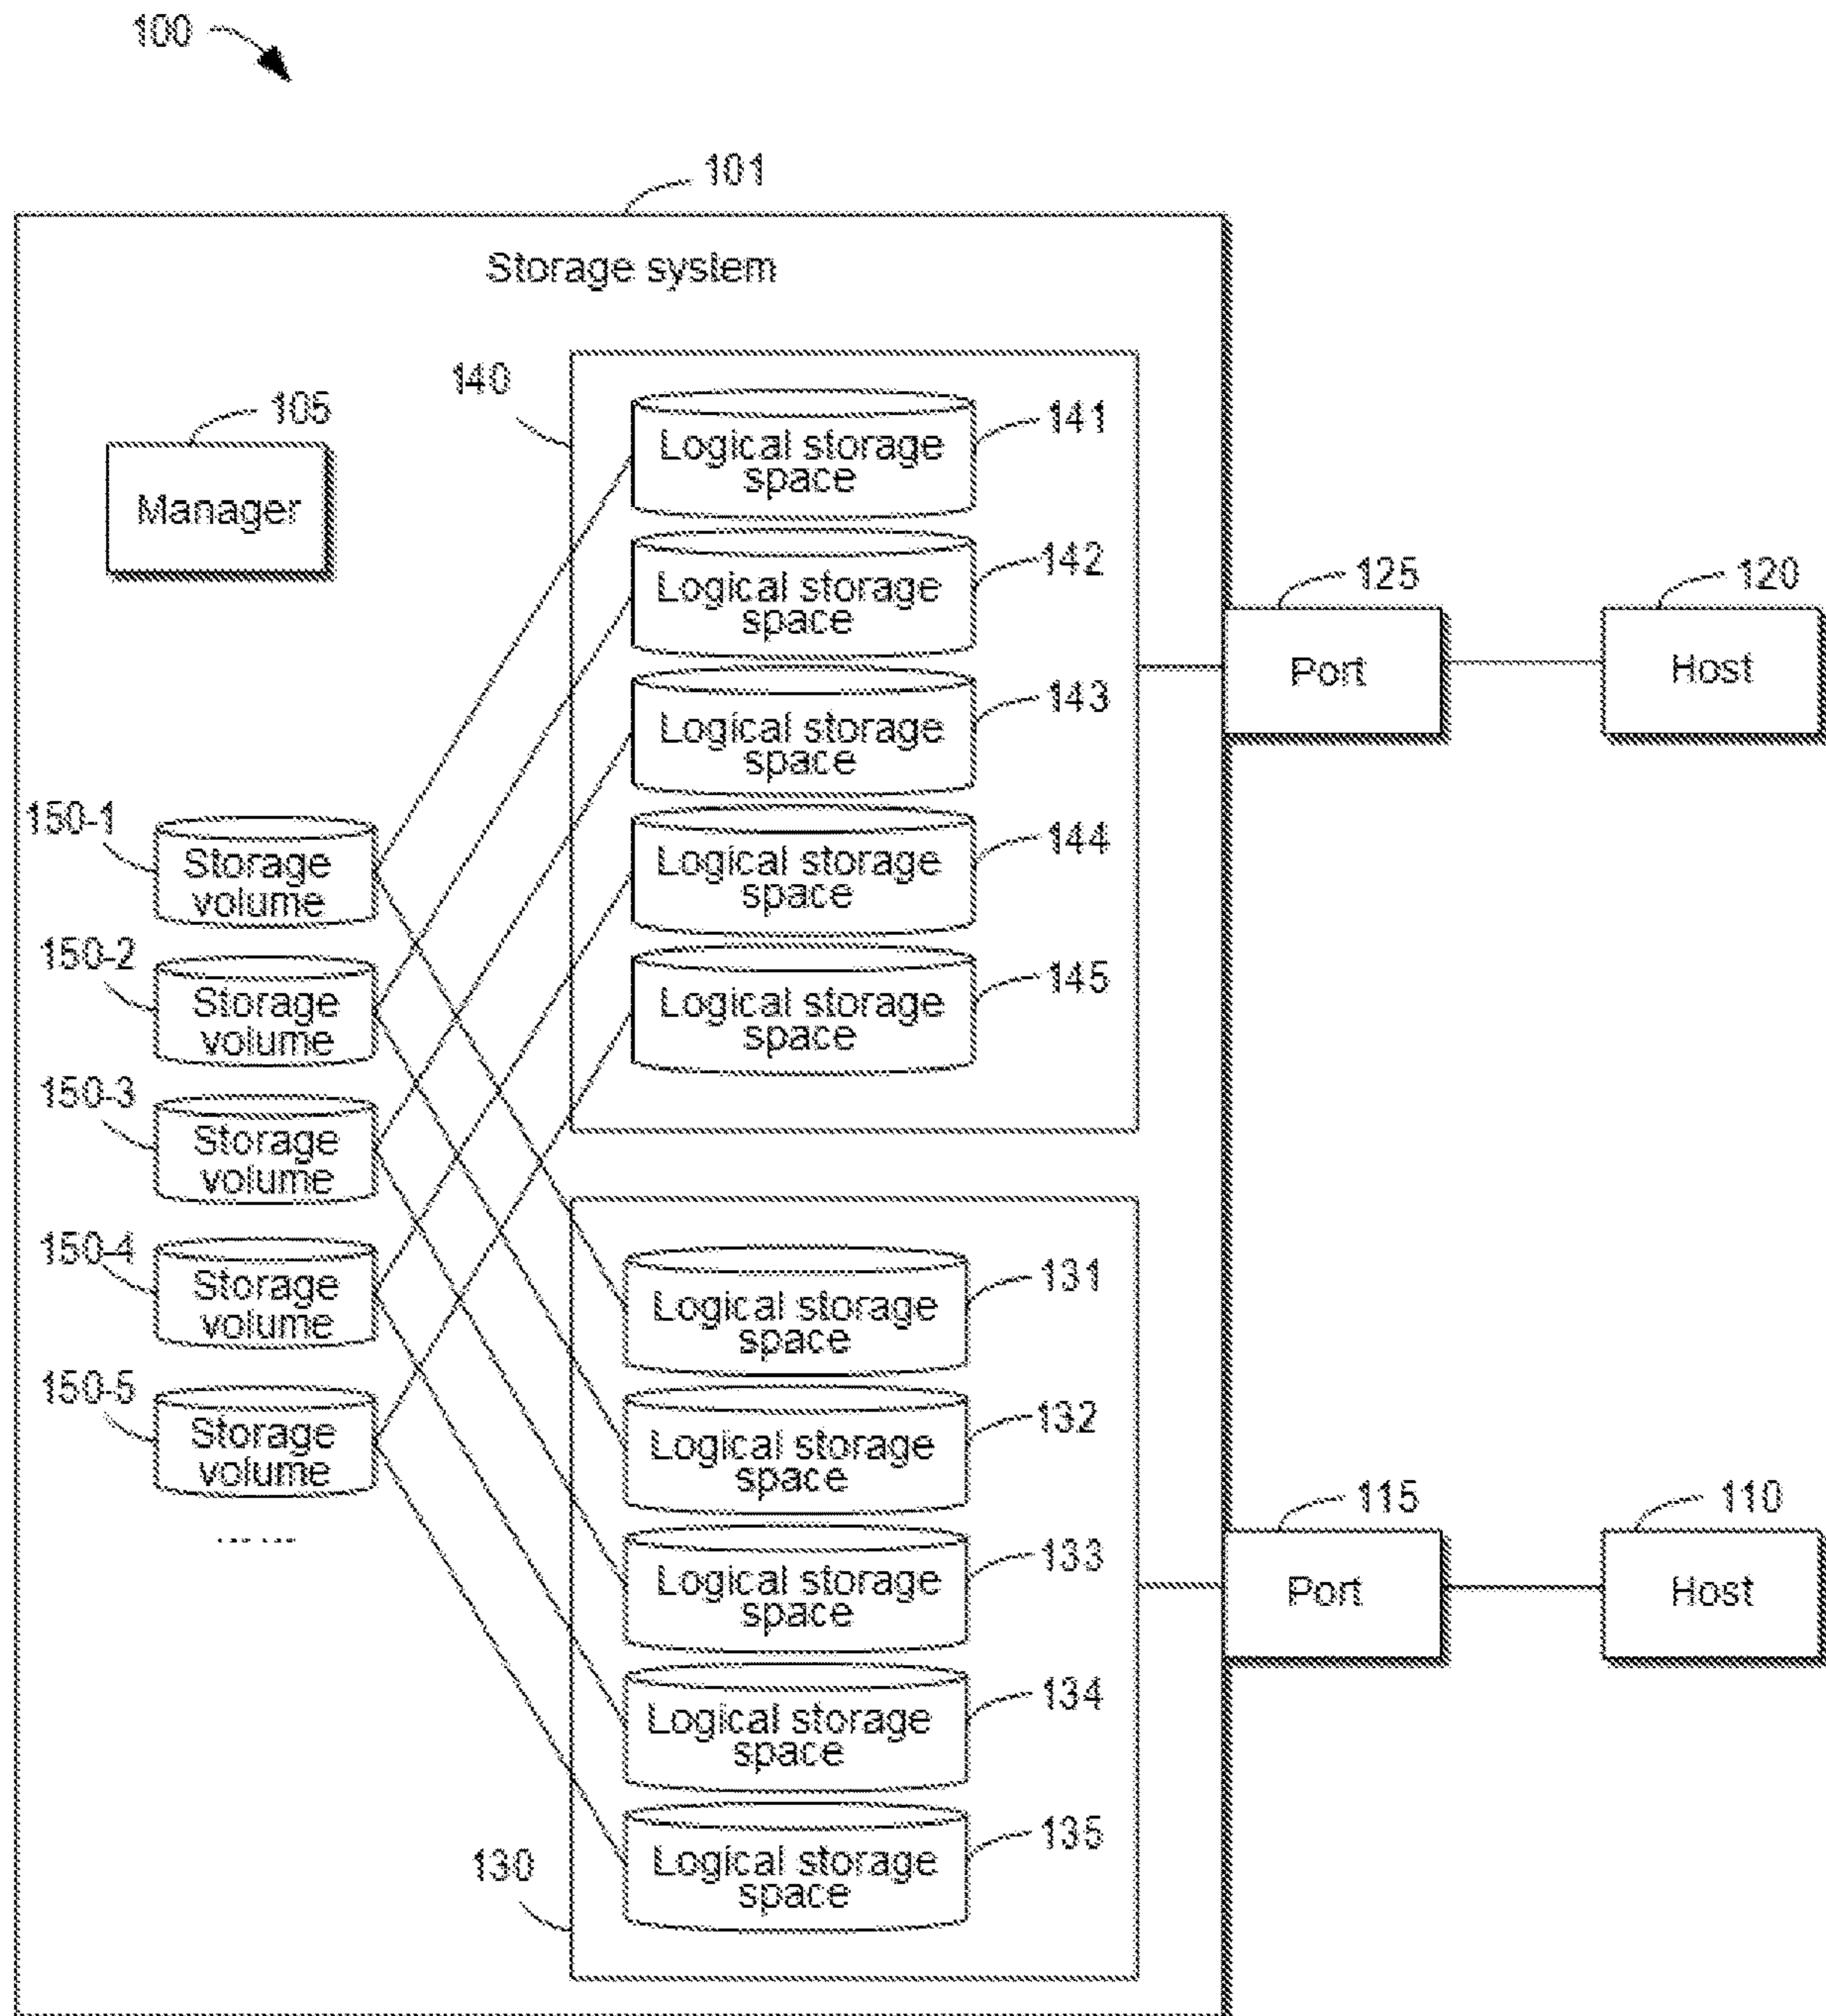 100
101
Storage system
140
105
Manager
Logical storage
space
141
Logical storage
space
142
Logical storage
space
143
Logical storage
space
144
Logical storage
space
145
125
Port
120
Host
150-1
Storage
volume
150-2
Storage
volume
150-3
Storage
volume
150-4
Storage
volume
150-5
Storage
volume
... ...
Logical storage
space
131
Logical storage
space
132
Logical storage
space
133
Logical storage
space
134
Logical storage
space
135
130
115
Port
110
Host